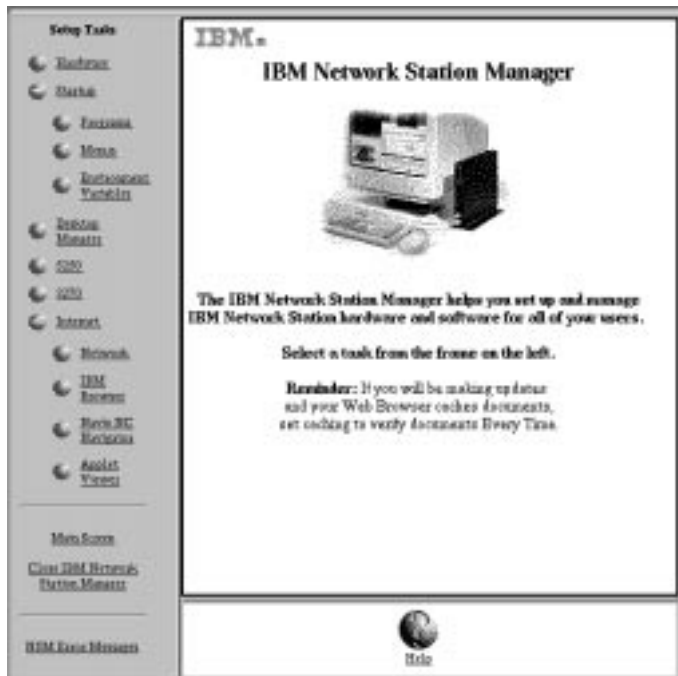 Setup Tasks
Hardware
Startup
Programs
Menus
Environment
Variables
Desktop
Manager
5250
3270
Internet
Network
IBM
Browser
Navio NC
Navigator
Applet
Viewer
Main Screen
Close IBM Network
Station Manager
NSM Error Messages
IBM.
IBM Network Station Manager
The IBM Network Station Manager helps you set up and manage
IBM Network Station hardware and software for all of your users.
Select a task from the frame on the left.
Reminder: If you will be making updates
and your Web Browser caches documents,
set caching to verify documents Every Time.
Help